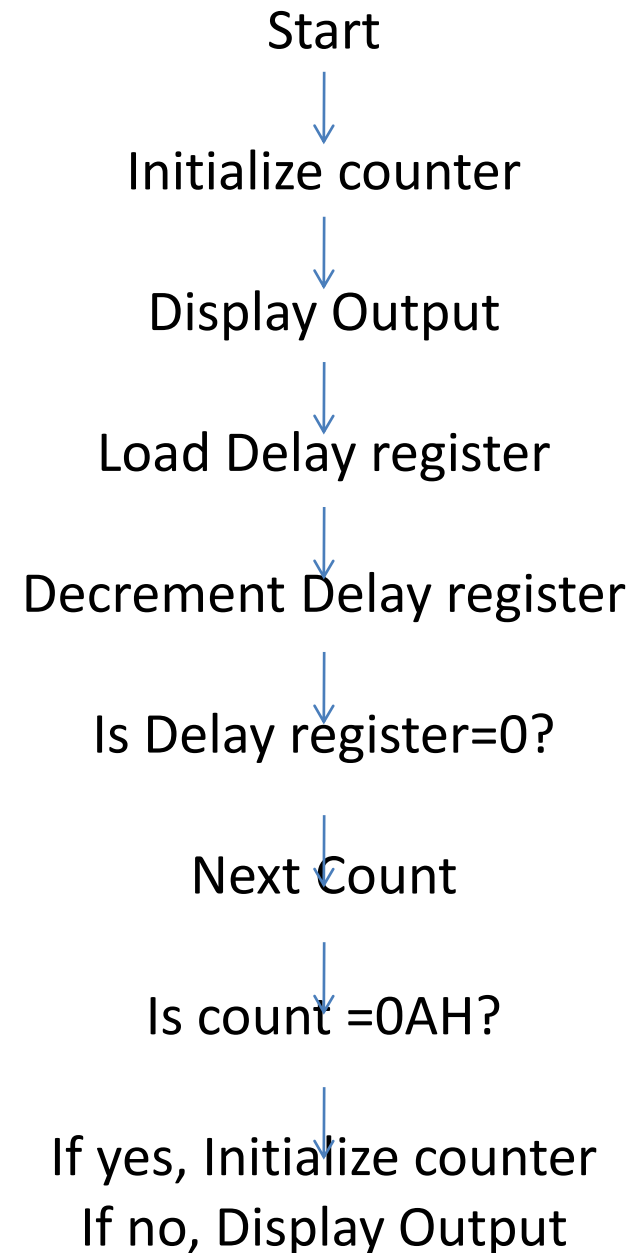 Start
Initialize counter
Display Output
Load Delay register
Decrement Delay register
Is Delay register=0?
Next Count
Is count =0AH?
If yes, Initialize counter
If no, Display Output